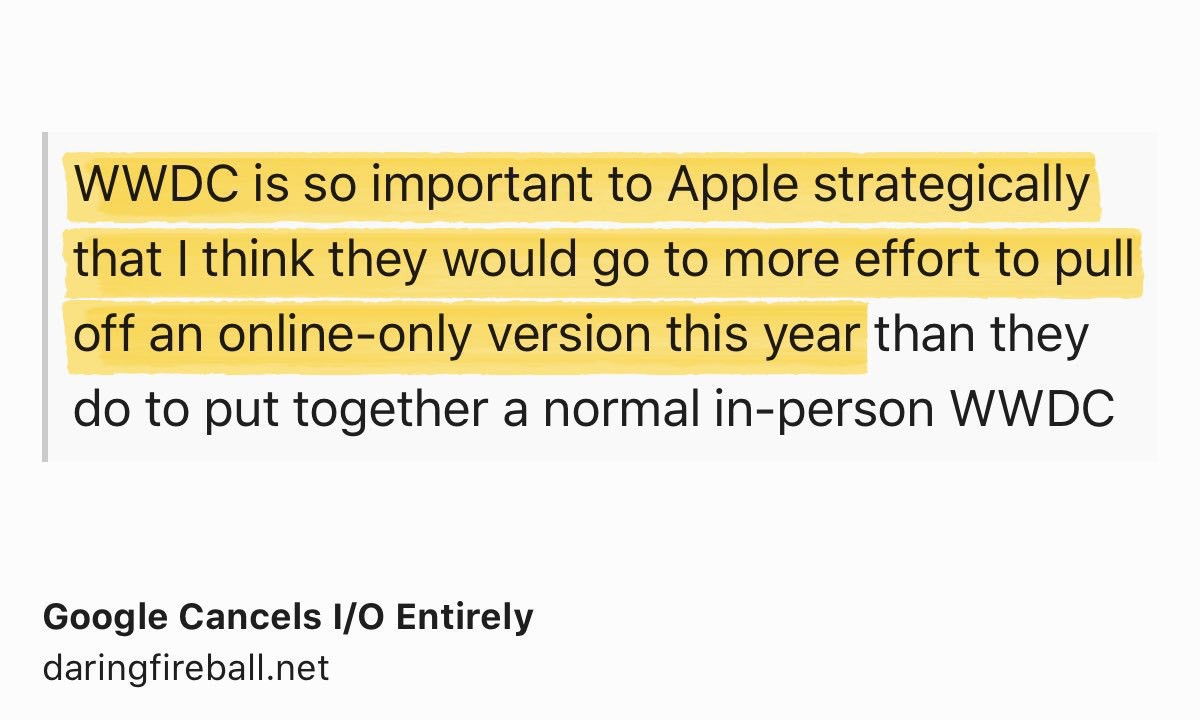 WWDC is so important to Apple strategically
that I think they would go to more effort to pull
off an online-only version this year than they
do to put together a normal in-person WWDC
Google Cancels I/O Entirely
daringfireball.net